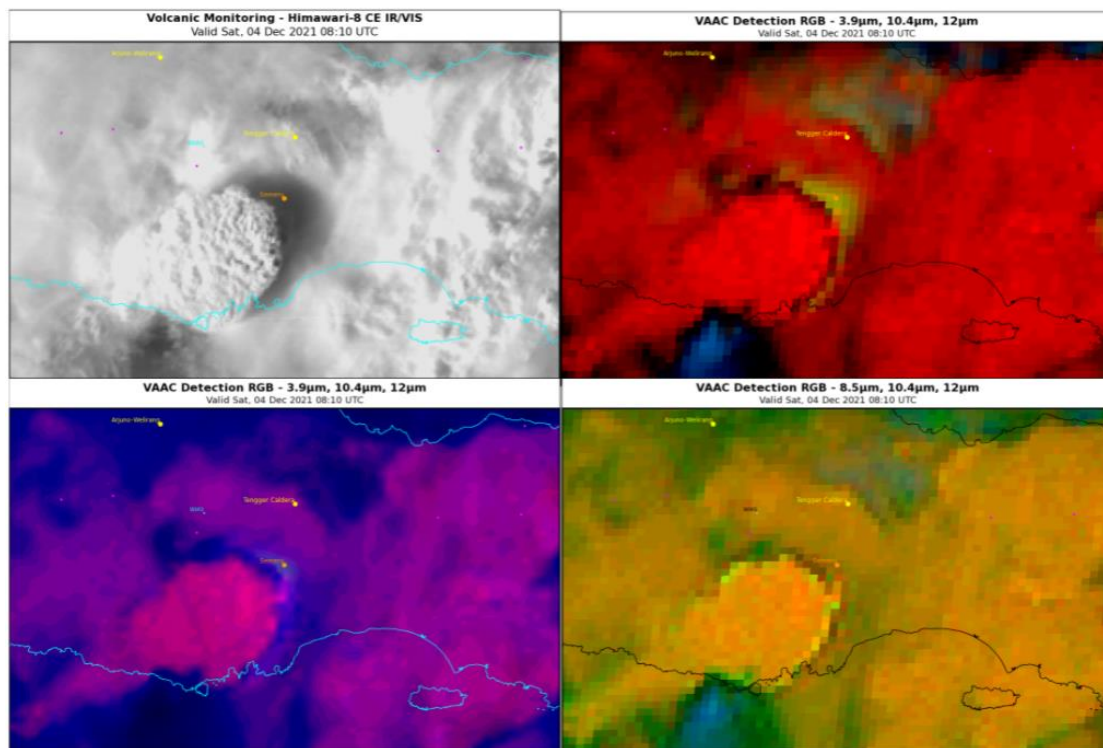 Volcanic Monitoring - Himawari-8 CE IR/VIS
Valid Sat, 04 Dec 2021 08:10 UTC
Arjuno-Welirang
Tengger Caldera
WARS
Semeru
VAAC Detection RGB - 3.9μm, 10.4μm, 12μm
Valid Sat, 04 Dec 2021 08:10 UTC
Arjuno-Welirang
Tengger Caldera
VAAC Detection RGB - 3.9μm, 10.4μm, 12μm
Valid Sat, 04 Dec 2021 08:10 UTC
Arjuno-Welirang
Tengger Caldera
WARS
Semeru
VAAC Detection RGB - 8.5μm, 10.4μm, 12μm
Valid Sat, 04 Dec 2021 08:10 UTC
Arjuno-Welirang
Tengger Caldera
WARS